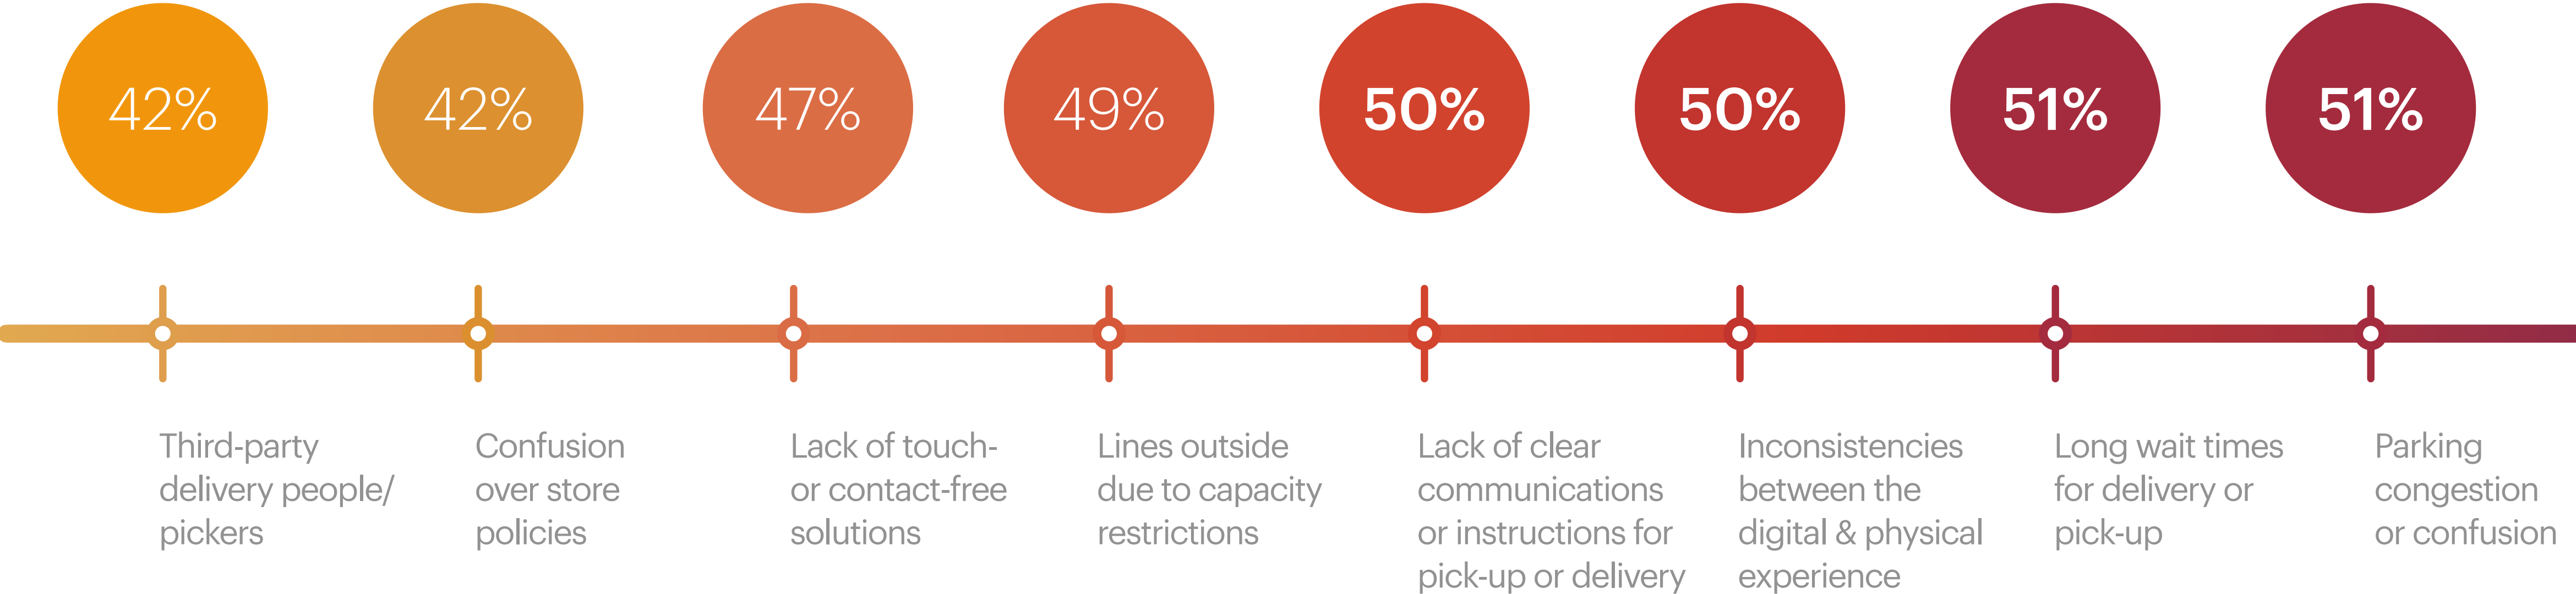 42%
42%
47%
49%
50%
50%
51%
51%
Third-party
delivery people/
pickers
Confusion
over store
policies
Lack of touch-
or contact-free
solutions
Lines outside
due to capacity
restrictions
Lack of clear
communications
or instructions for
pick-up or delivery
Inconsistencies
between the
digital & physical
experience
Long wait times
for delivery or
pick-up
Parking
congestion
or confusion